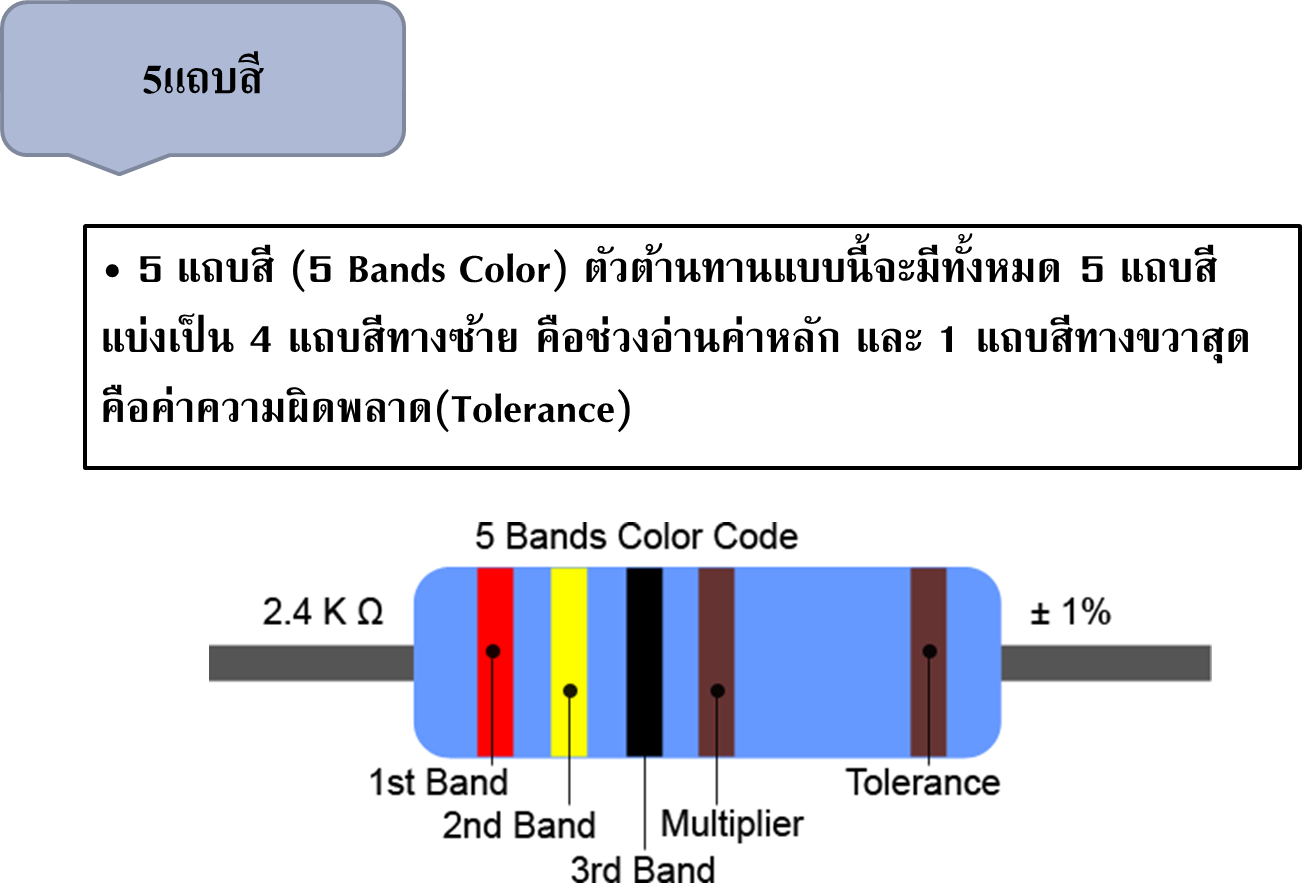 5แถบสี
• 5 แถบสี (5 Bands Color) ตัวต้านทานแบบนี้จะมีทั้งหมด 5 แถบสี
แบ่งเป็น 4 แถบสีทางซ้าย คือช่วงอ่านค่าหลัก และ 1 แถบสีทางขวาสุด
คือค่าความผิดพลาด(Tolerance)
5 Bands Color Code
2.4 K Ω
± 1%
1st Band
Tolerance
2nd Band
Multiplier
3rd Band